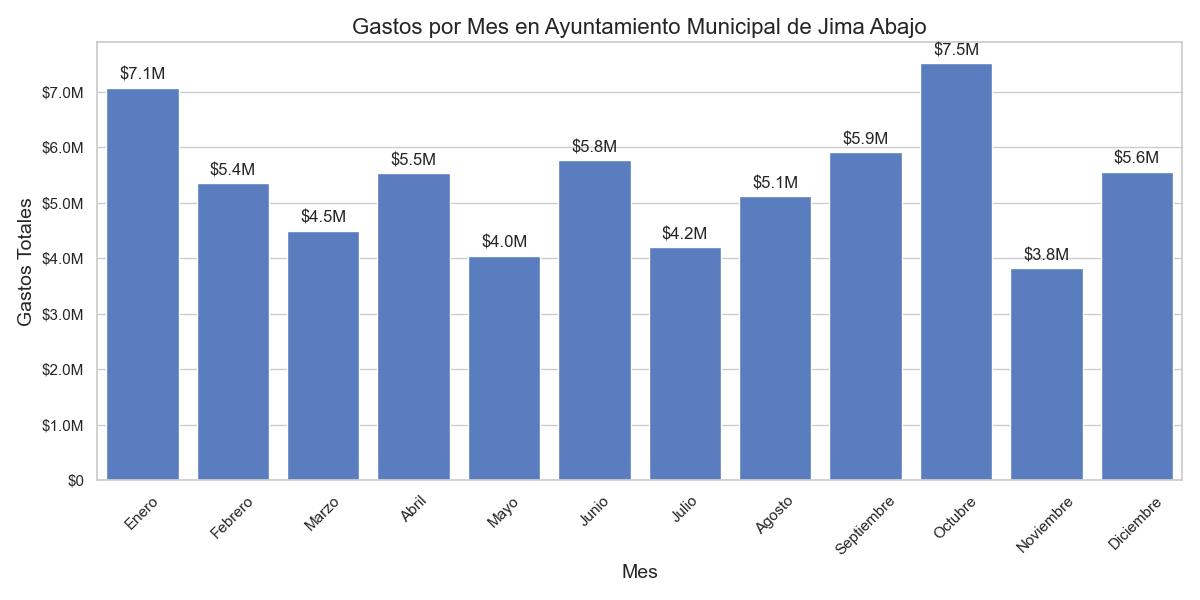 Gastos por Mes en Ayuntamiento Municipal de Jima Abajo
Gastos Totales
$7.0M
$6.0M
$5.0M
$4.0M
$3.0M
$2.0M
$1.0M
$0
$7.1M
$5.4M
$4.5M
$5.5M
$4.0M
$5.8M
$4.2M
$5.1M
$5.9M
$7.5M
$3.8M
$5.6M
Enero
Febrero
Marzo
Abril
Mayo
Junio
Julio
Agosto
Septiembre
Octubre
Noviembre
Diciembre
Mes